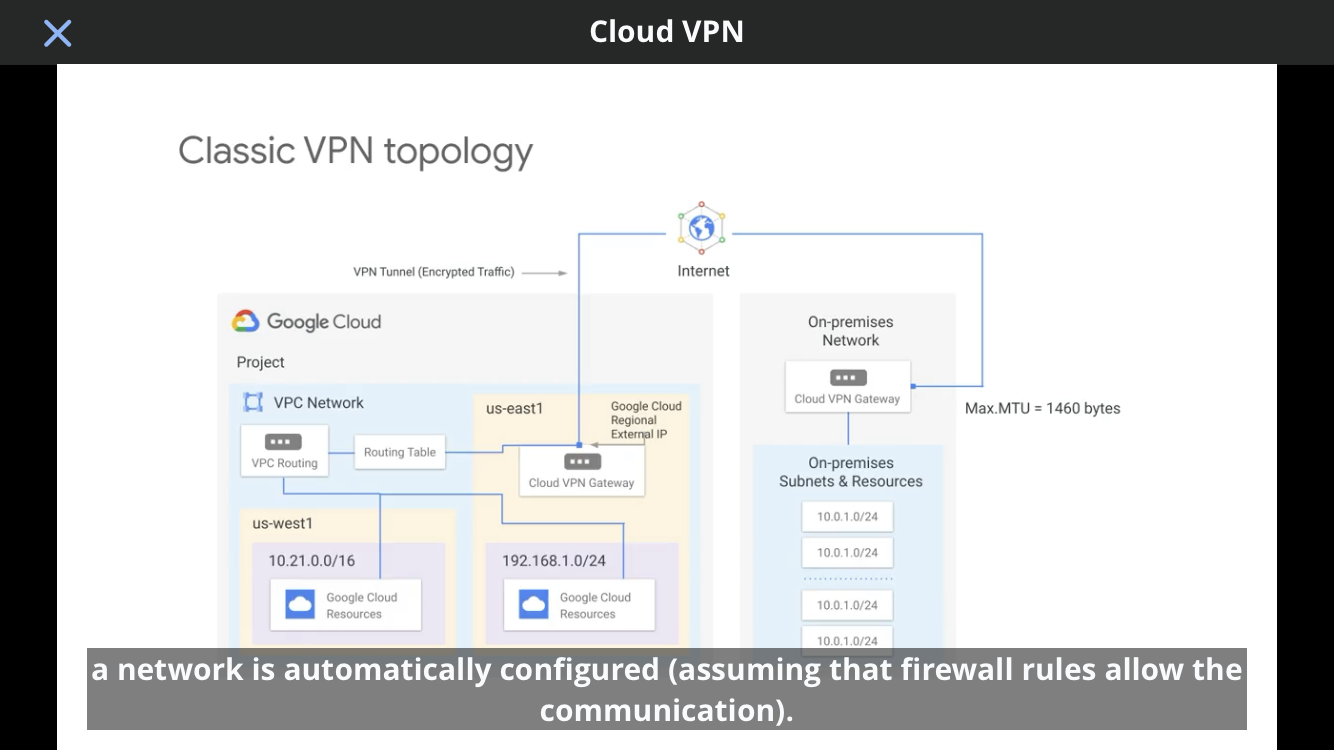 Cloud VPN
Classic VPN topology
Internet
VPN Tunnel (Encrypted Traffic)
Google Cloud
Project
VPC Network
VPC Routing
Routing Table
us-east1
Google Cloud
Regional
External IP
Cloud VPN Gateway
us-west1
10.21.0.0/16
Google Cloud
Resources
192.168.1.0/24
Google Cloud
Resources
On-premises
Network
Cloud VPN Gateway
Max.MTU = 1460 bytes
On-premises
Subnets & Resources
10.0.1.0/24
10.0.1.0/24
10.0.1.0/24
10.0.1.0/24
a network is automatically configured (assuming that firewall rules allow the
communication).